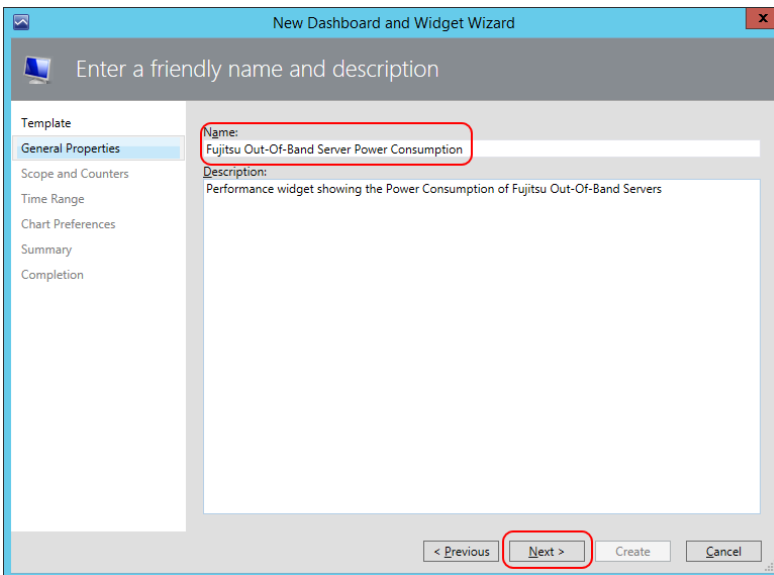 New Dashboard and Widget Wizard
x
Enter a friendly name and description
Template
General Properties
Scope and Counters
Time Range
Chart Preferences
Summary
Completion
Name:
Fujitsu Out-Of-Band Server Power Consumption
Description:
Performance widget showing the Power Consumption of Fujitsu Out-Of-Band Servers
< Previous
Next >
Create
Cancel